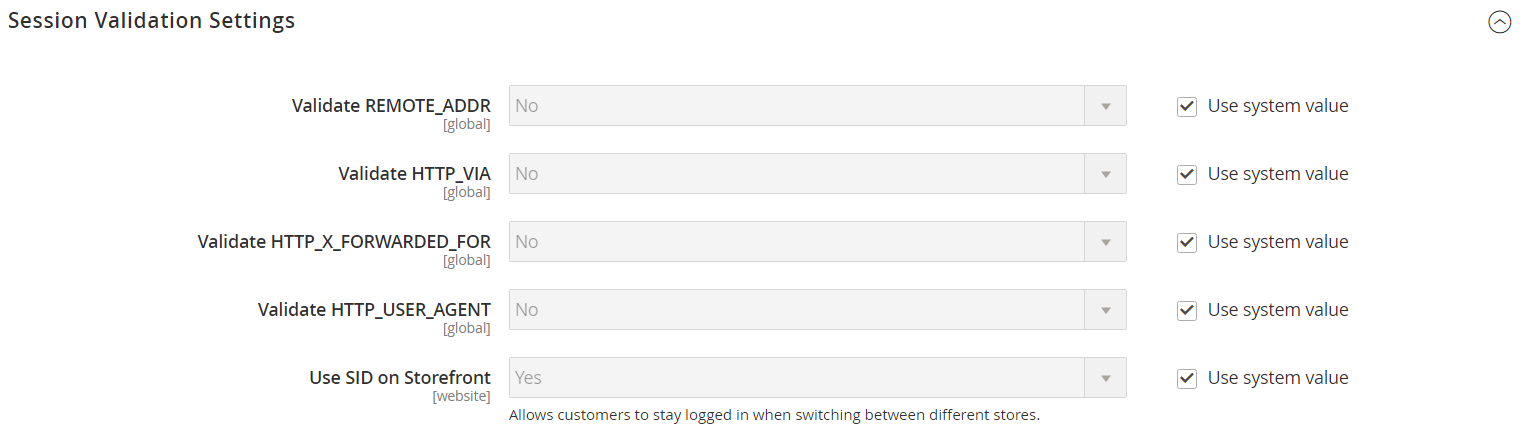 Session Validation Settings
Validate REMOTE_ADDR No Use system value
[global]
Validate HTTP_VIA No Use system value
[global]
Validate HTTP_X_FORWARDED_FOR No Use system value
[global]
Validate HTTP_USER_AGENT No Use system value
[global]
Use SID on Storefront Yes Use system value
[website]
Allows customers to stay logged in when switching between different stores.